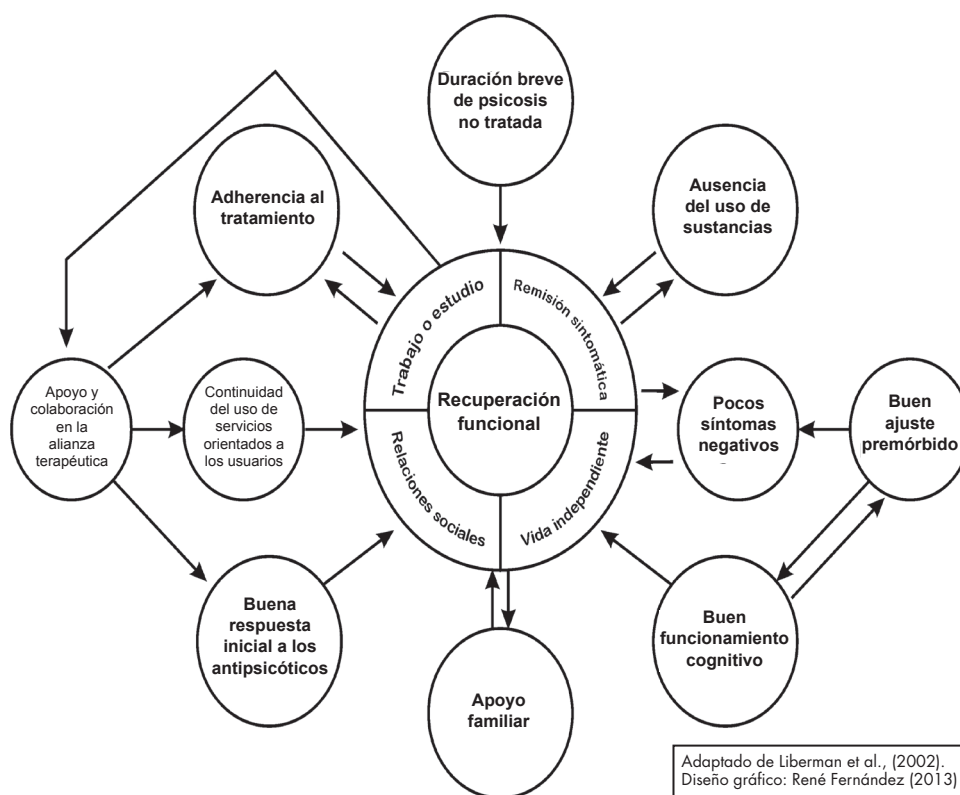 Duración breve
de psicosis
no tratada
Adherencia al
tratamiento
Ausencia
del uso de
sustancias
Trabajo o estudio
Remisión sintomática
Recuperación
funcional
Relaciones sociales
Vida independiente
Apoyo y
colaboración
en la
alianza
terapéutica
Continuidad
del uso de
servicios
orientados a
los usuarios
Pocos
síntomas
negativos
Buen
ajuste
premórbido
Buena
respuesta
inicial a los
antipsicóticos
Apoyo
familiar
Buen
funcionamiento
cognitivo
Adaptado de Liberman et al., (2002).
Diseño gráfico: René Fernández (2013)